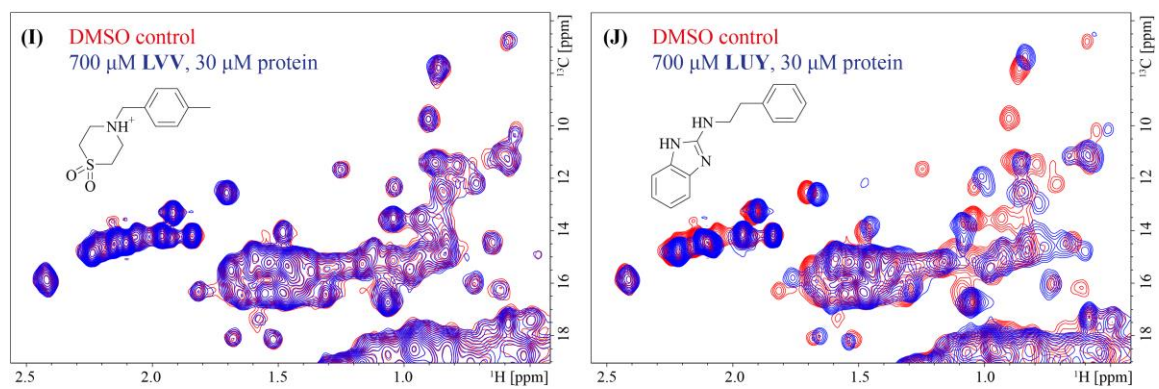 (I) DMSO control
700 μM LVV, 30 μM protein
NH+
S
O
O
¹³C [ppm]
10
12
14
16
18
2.5
2.0
1.5
1.0
¹H [ppm]
(J) DMSO control
700 μM LUY, 30 μM protein
HN
HN
N
¹³C [ppm]
10
12
14
16
18
2.5
2.0
1.5
1.0
¹H [ppm]